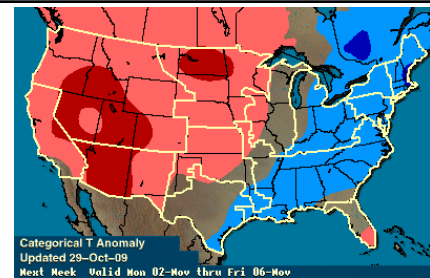 Categorical T Anomaly
Updated 29-Oct-09
Next Week  Valid Mon 02-Nov thru Fri 06-Nov